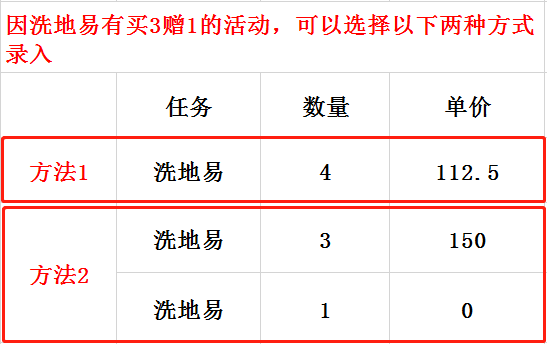 因洗地易有买3赠1的活动，可以选择以下两种方式
录入
任务 数量 单价
方法1 洗地易 4 112.5
洗地易 3 150
方法2
洗地易 1 0